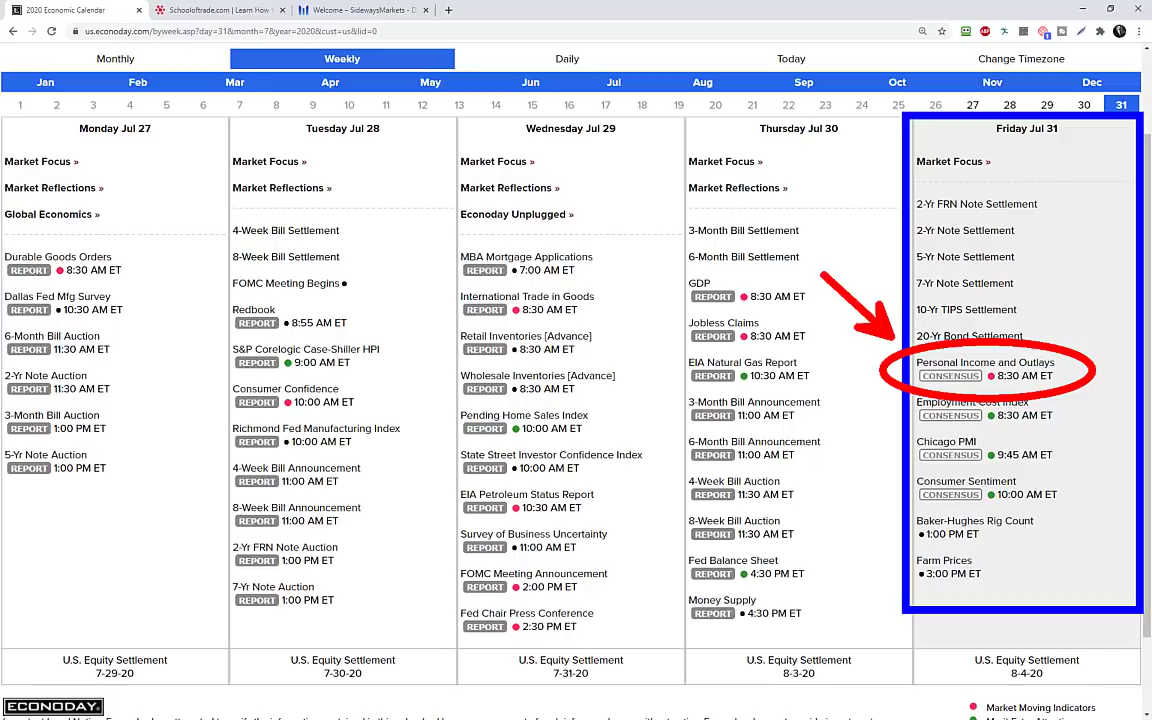 2020 Economic Calendar
Schooloftrade.com | Learn How
Welcome – SidewaysMarkets - D
us.econoday.com/byweek.asp?day=31&month=7&year=2020&cust=us&lid=0
Monthly Weekly Daily Today Change Timezone
Jan Feb Mar Apr May Jun Jul Aug Sep Oct Nov Dec
1 2 3 4 5 6 7 8 9 10 11 12 13 14 15 16 17 18 19 20 21 22 23 24 25 26 27 28 29 30 31
Monday Jul 27
Market Focus »
Market Reflections »
Global Economics »
Durable Goods Orders
REPORT 8:30 AM ET
Dallas Fed Mfg Survey
REPORT 10:30 AM ET
6-Month Bill Auction
REPORT 11:30 AM ET
2-Yr Note Auction
REPORT 11:30 AM ET
3-Month Bill Auction
REPORT 1:00 PM ET
5-Yr Note Auction
REPORT 1:00 PM ET
U.S. Equity Settlement
7-29-20
Tuesday Jul 28
Market Focus »
Market Reflections »
4-Week Bill Settlement
8-Week Bill Settlement
FOMC Meeting Begins
Redbook
REPORT 8:55 AM ET
S&P Corelogic Case-Shiller HPI
REPORT 9:00 AM ET
Consumer Confidence
REPORT 10:00 AM ET
Richmond Fed Manufacturing Index
REPORT 10:00 AM ET
4-Week Bill Announcement
REPORT 11:00 AM ET
8-Week Bill Announcement
REPORT 11:00 AM ET
2-Yr FRN Note Auction
REPORT 1:00 PM ET
7-Yr Note Auction
REPORT 1:00 PM ET
U.S. Equity Settlement
7-30-20
Wednesday Jul 29
Market Focus »
Market Reflections »
Econoday Unplugged »
MBA Mortgage Applications
REPORT 7:00 AM ET
International Trade in Goods
REPORT 8:30 AM ET
Retail Inventories [Advance]
REPORT 8:30 AM ET
Wholesale Inventories [Advance]
REPORT 8:30 AM ET
Pending Home Sales Index
REPORT 10:00 AM ET
State Street Investor Confidence Index
REPORT 10:00 AM ET
EIA Petroleum Status Report
REPORT 10:30 AM ET
Survey of Business Uncertainty
REPORT 11:00 AM ET
FOMC Meeting Announcement
REPORT 2:00 PM ET
Fed Chair Press Conference
REPORT 2:30 PM ET
U.S. Equity Settlement
7-31-20
Thursday Jul 30
Market Focus »
Market Reflections »
3-Month Bill Settlement
6-Month Bill Settlement
GDP
REPORT 8:30 AM ET
Jobless Claims
REPORT 8:30 AM ET
EIA Natural Gas Report
REPORT 10:30 AM ET
3-Month Bill Announcement
REPORT 11:00 AM ET
6-Month Bill Announcement
REPORT 11:00 AM ET
4-Week Bill Auction
REPORT 11:30 AM ET
8-Week Bill Auction
REPORT 11:30 AM ET
Fed Balance Sheet
REPORT 4:30 PM ET
Money Supply
REPORT 4:30 PM ET
U.S. Equity Settlement
8-3-20
Friday Jul 31
Market Focus »
2-Yr FRN Note Settlement
2-Yr Note Settlement
5-Yr Note Settlement
7-Yr Note Settlement
10-Yr TIPS Settlement
20-Yr Bond Settlement
Personal Income and Outlays
CONSENSUS 8:30 AM ET
Employment Cost Index
CONSENSUS 8:30 AM ET
Chicago PMI
CONSENSUS 9:45 AM ET
Consumer Sentiment
CONSENSUS 10:00 AM ET
Baker-Hughes Rig Count
1:00 PM ET
Farm Prices
3:00 PM ET
U.S. Equity Settlement
8-4-20
ECONODAY
Market Moving Indicators